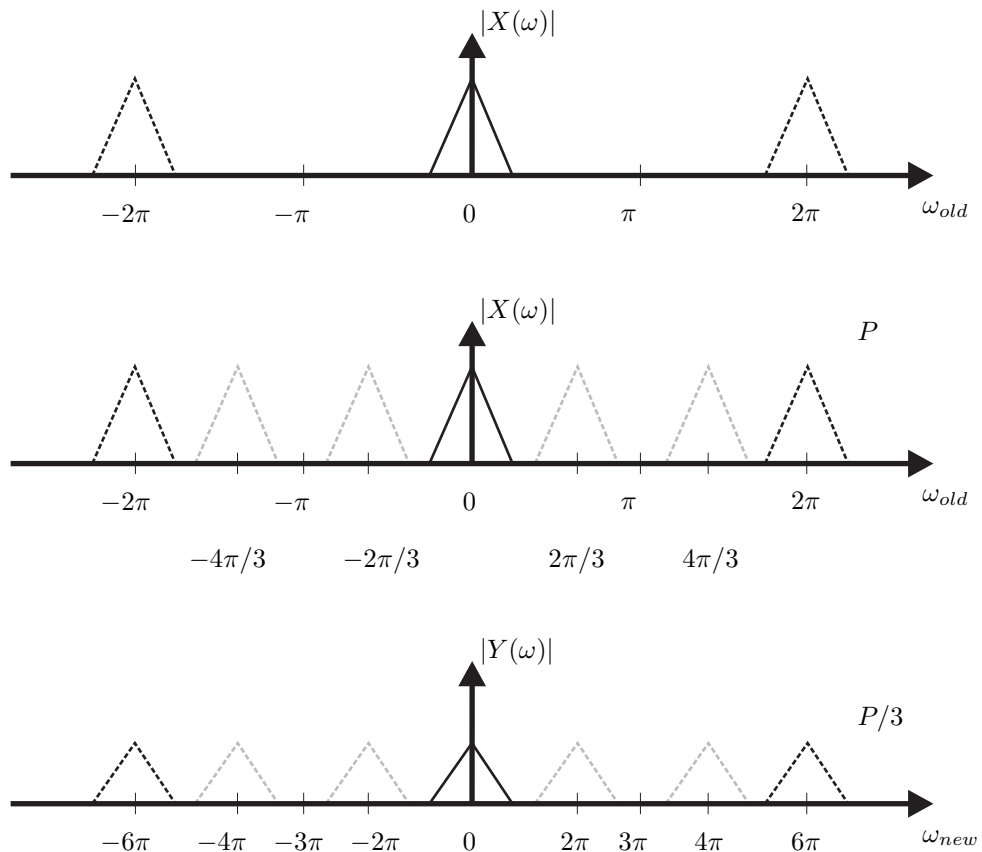 |X(ω)|
−2π −π 0 π 2π ω_old
|X(ω)| P
−2π −π 0 π 2π ω_old
−4π/3 −2π/3 2π/3 4π/3
|Y(ω)|
P/3
−6π −4π −3π −2π 0 2π 3π 4π 6π ω_new